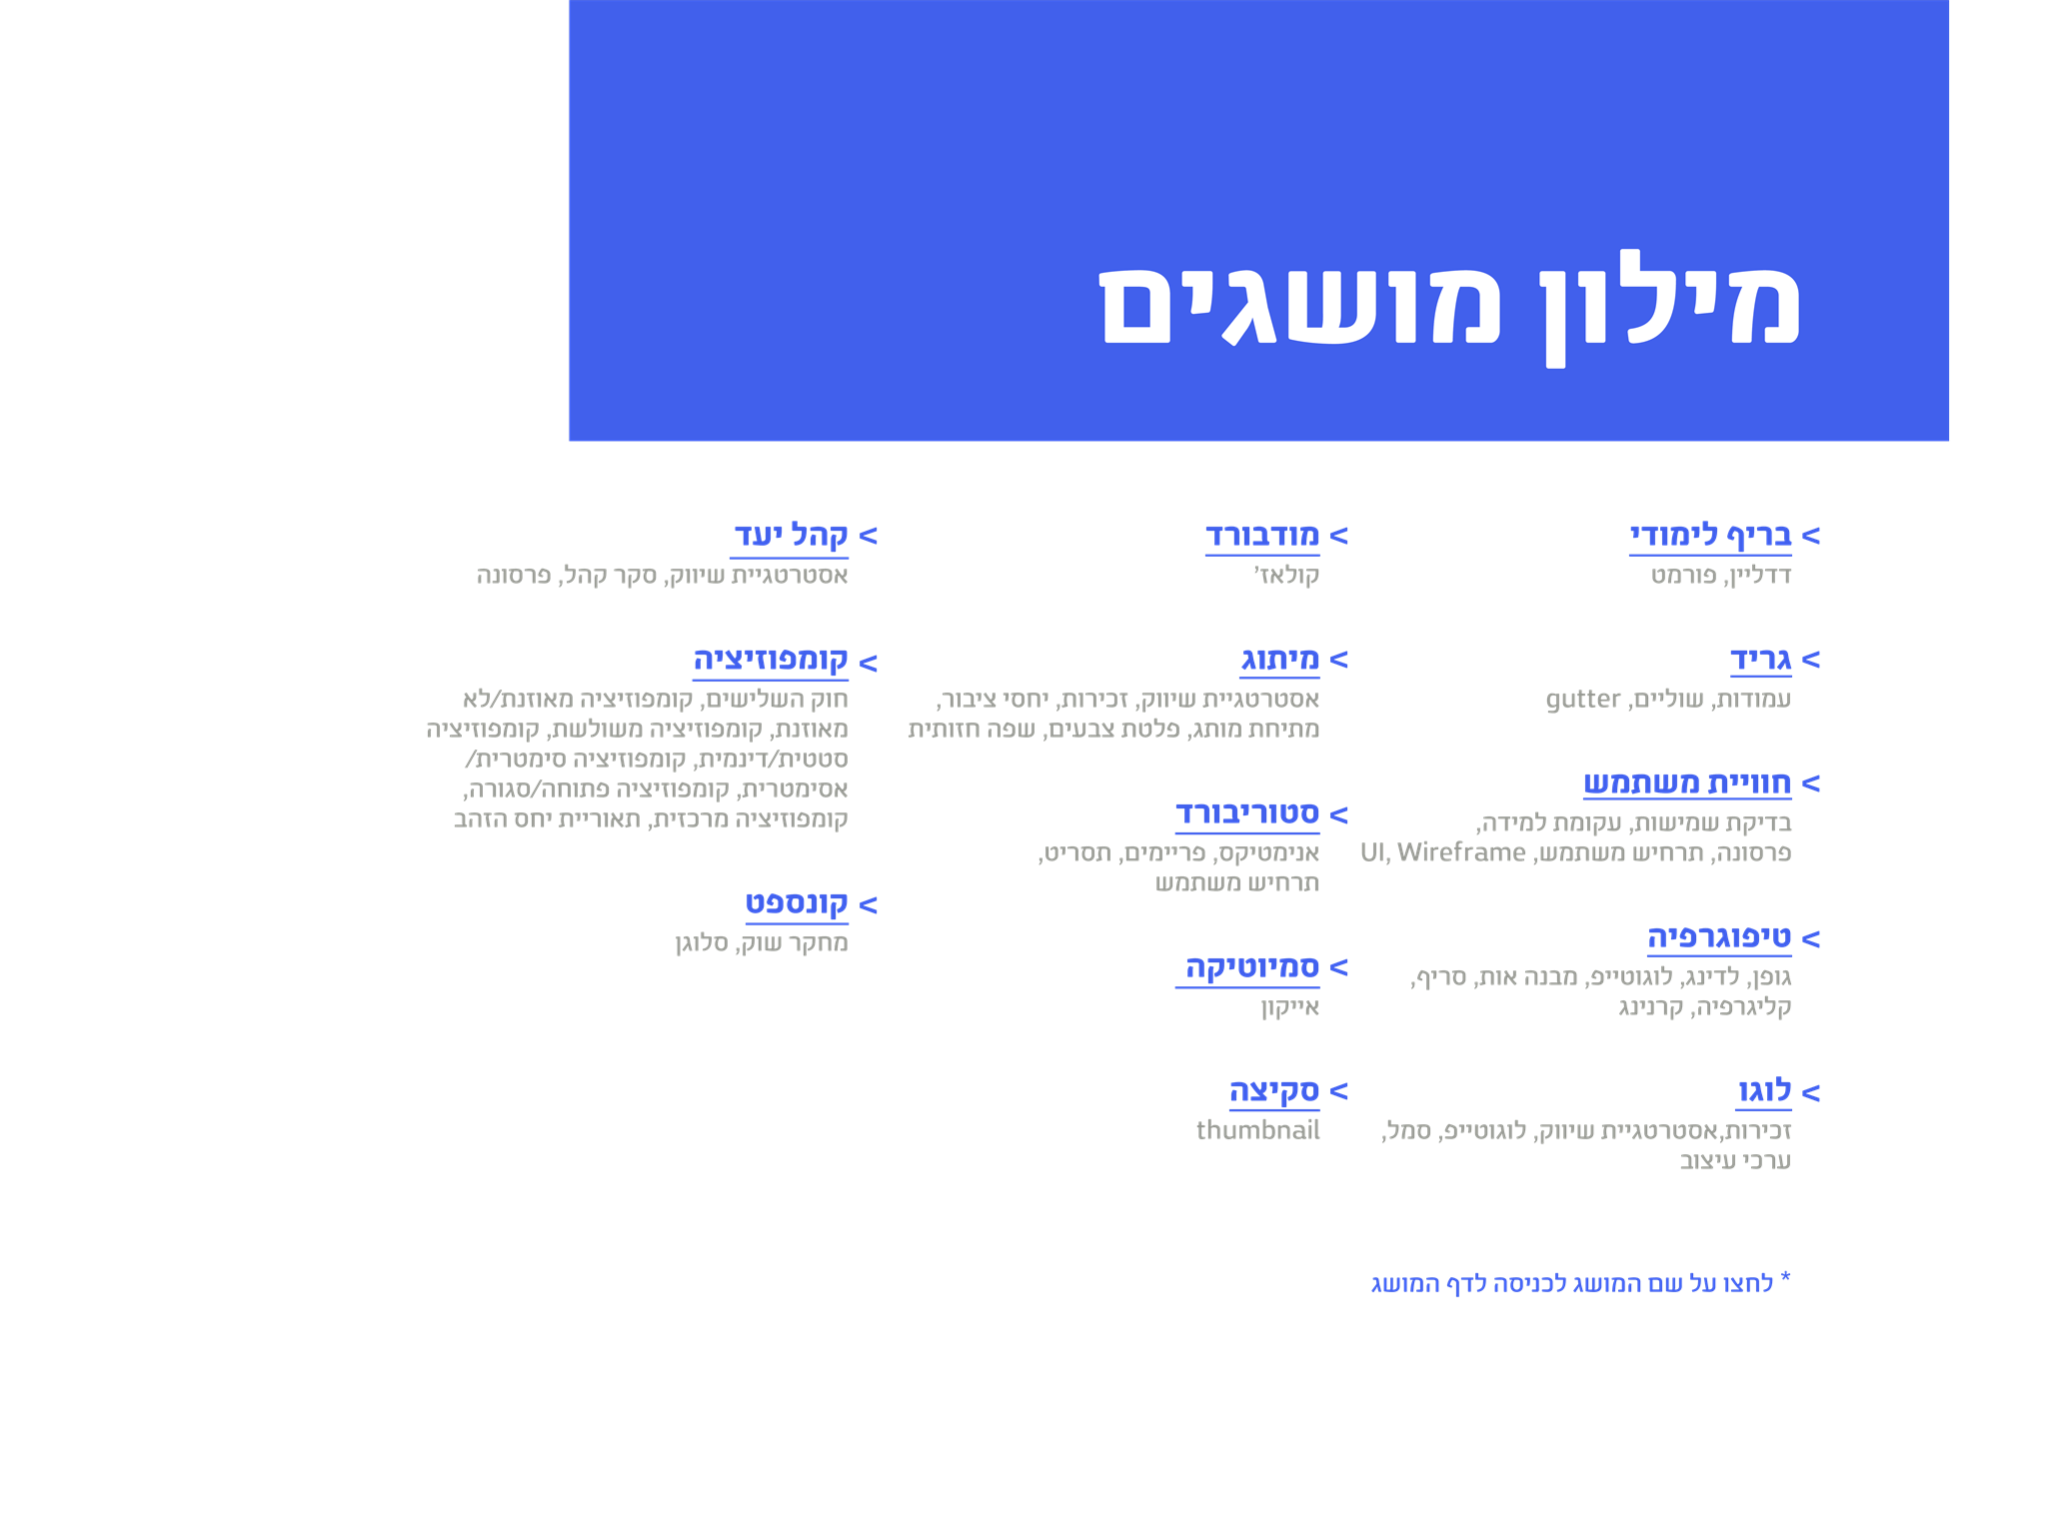 מילון מושגים
> בריף לימודי
דדליין, פורמט
> גריד
עמודות, שוליים, gutter
> חוויית משתמש
בדיקת שמישות, עקומת למידה,
פרסונה, תרחיש משתמש, UI, Wireframe
> טיפוגרפיה
גופן, לדינג, לוגוטייפ, מבנה אות, סריף,
קליגרפיה, קרנינג
> לוגו
זכירות,אסטרטגיית שיווק, לוגוטייפ, סמל,
ערכי עיצוב
> מודבורד
קולאז'
> מיתוג
אסטרטגיית שיווק, זכירות, יחסי ציבור,
מתיחת מותג, פלטת צבעים, שפה חזותית
> סטוריבורד
אנימטיקס, פריימים, תסריט,
תרחיש משתמש
> סמיוטיקה
אייקון
> סקיצה
thumbnail
> קהל יעד
אסטרטגיית שיווק, סקר קהל, פרסונה
> קומפוזיציה
חוק השלישים, קומפוזיציה מאוזנת/לא
מאוזנת, קומפוזיציה משולשת, קומפוזיציה
סטטית/דינמית, קומפוזיציה סימטרית/
אסימטרית, קומפוזיציה פתוחה/סגורה,
קומפוזיציה מרכזית, תאוריית יחס הזהב
> קונספט
מחקר שוק, סלוגן
* לחצו על שם המושג לכניסה לדף המושג